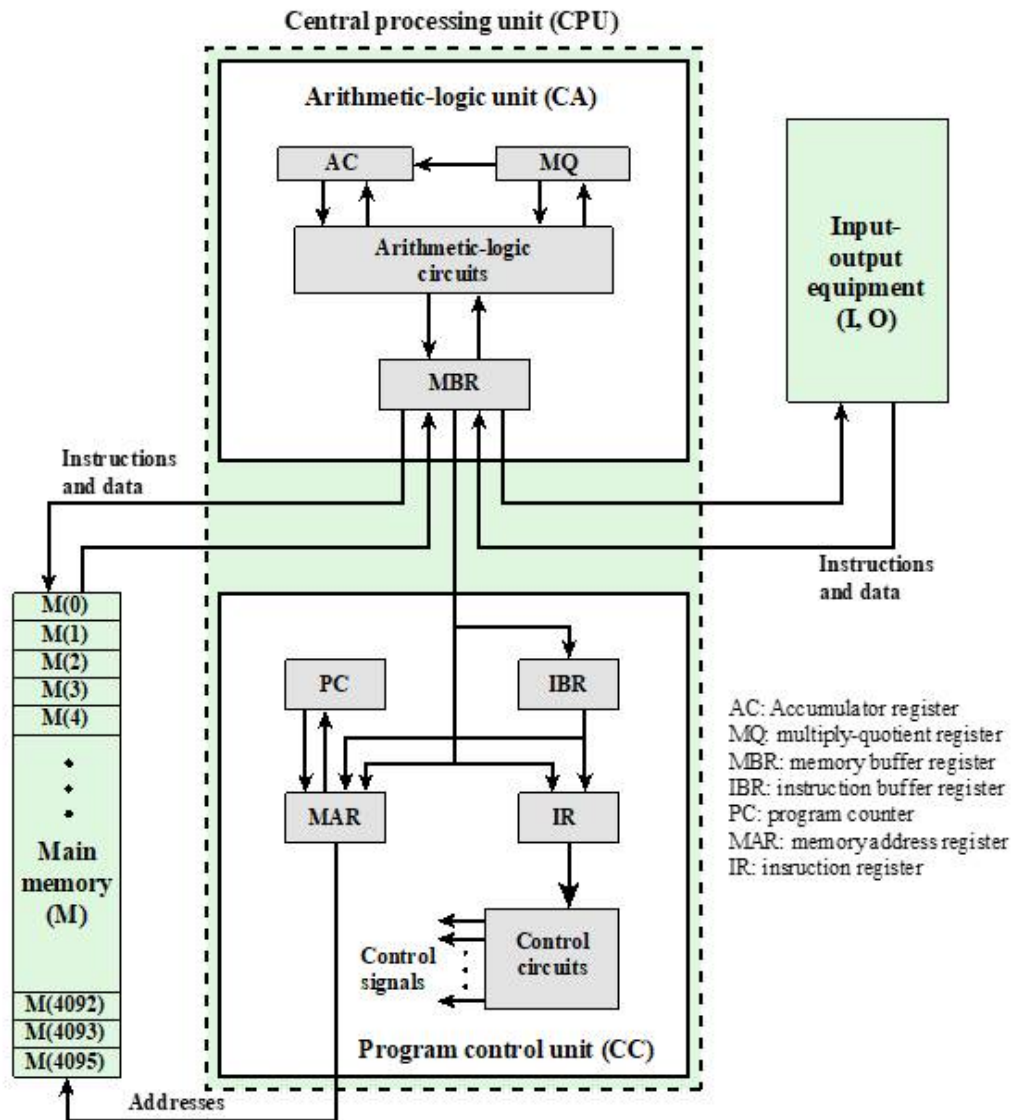 Central processing unit (CPU)
Arithmetic-logic unit (CA)
AC
MQ
Arithmetic-logic
circuits
MBR
Input-
output
equipment
(I, O)
Instructions
and data
Instructions
and data
M(0)
M(1)
M(2)
M(3)
M(4)
Main
memory
(M)
M(4092)
M(4093)
M(4095)
PC
IBR
MAR
IR
Control
signals
Control
circuits
Program control unit (CC)
Addresses
AC: Accumulator register
MQ: multiply-quotient register
MBR: memory buffer register
IBR: instruction buffer register
PC: program counter
MAR: memory address register
IR: insruction register